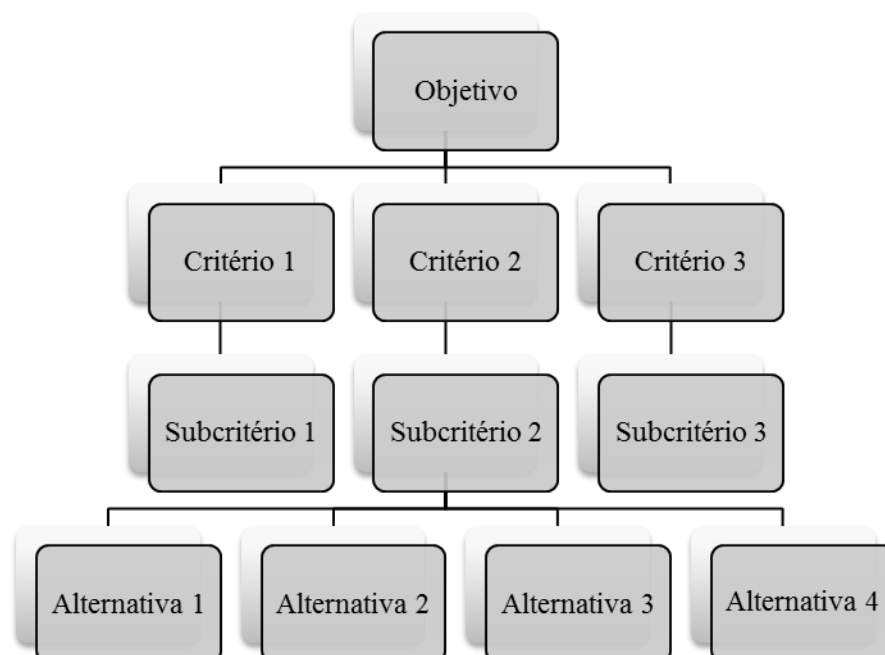 Objetivo
Critério 1
Critério 2
Critério 3
Subcritério 1
Subcritério 2
Subcritério 3
Alternativa 1
Alternativa 2
Alternativa 3
Alternativa 4